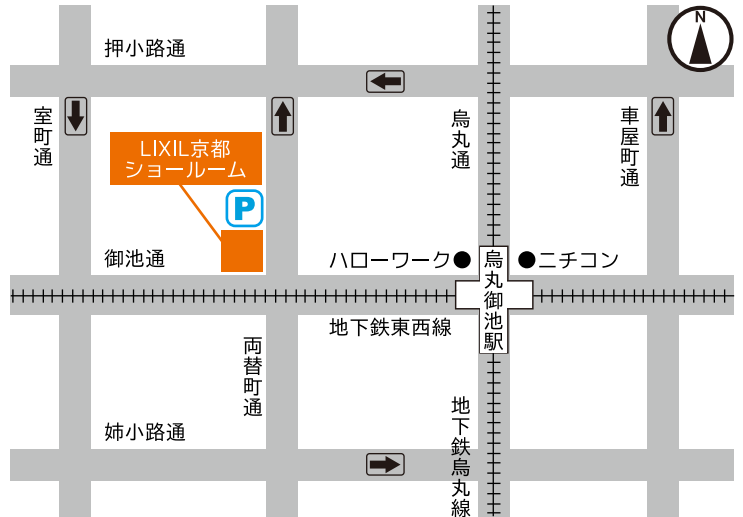 N
押小路通
室町通
LIXIL京都
ショールーム
P
烏丸通
車屋町通
御池通
ハローワーク
烏丸御池駅
ニチコン
地下鉄東西線
両替町通
姉小路通
地下鉄烏丸線